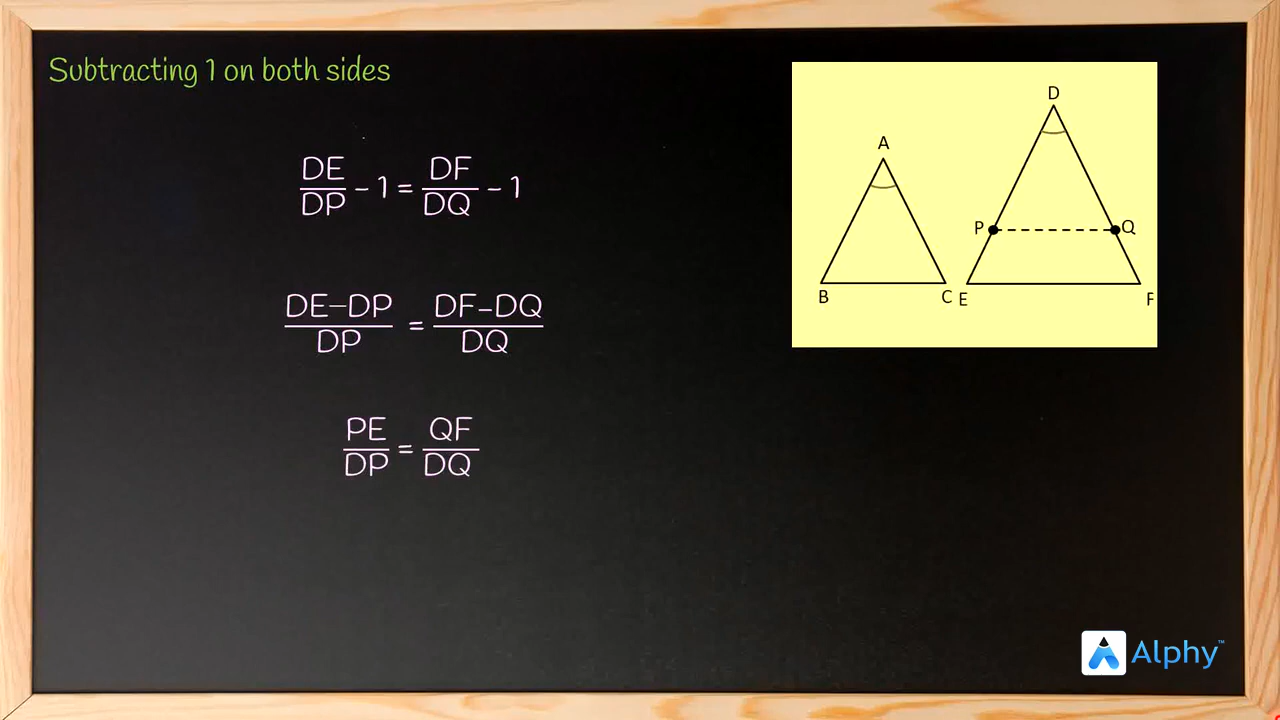 Subtracting 1 on both sides
DE/DP - 1 = DF/DQ - 1
DE-DP/DP = DF-DQ/DQ
PE/DP = QF/DQ
D
A
P Q
B C E F
Alphy™